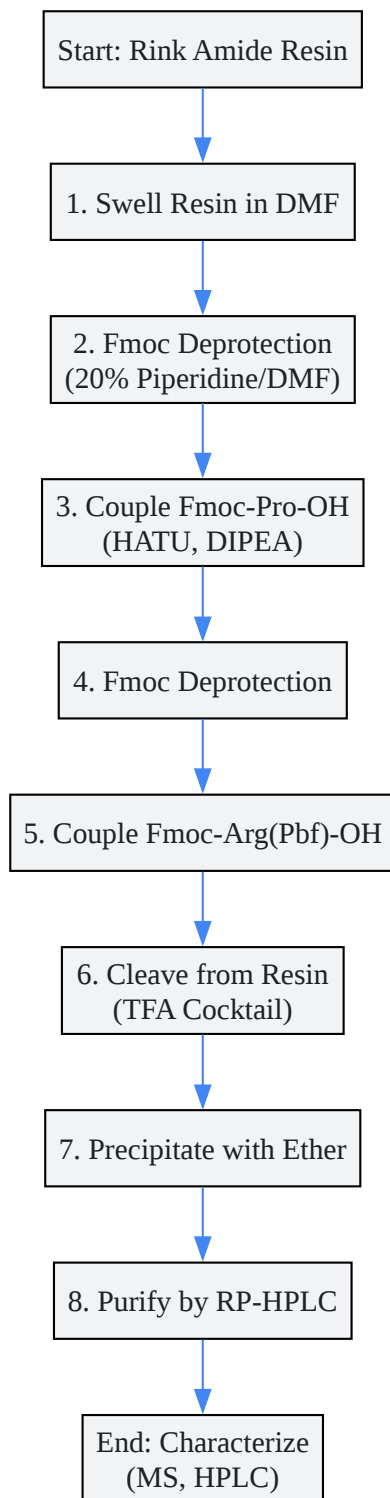 Start: Rink Amide Resin
1. Swell Resin in DMF
2. Fmoc Deprotection
(20% Piperidine/DMF)
3. Couple Fmoc-Pro-OH
(HATU, DIPEA)
4. Fmoc Deprotection
5. Couple Fmoc-Arg(Pbf)-OH
6. Cleave from Resin
(TFA Cocktail)
7. Precipitate with Ether
8. Purify by RP-HPLC
End: Characterize
(MS, HPLC)